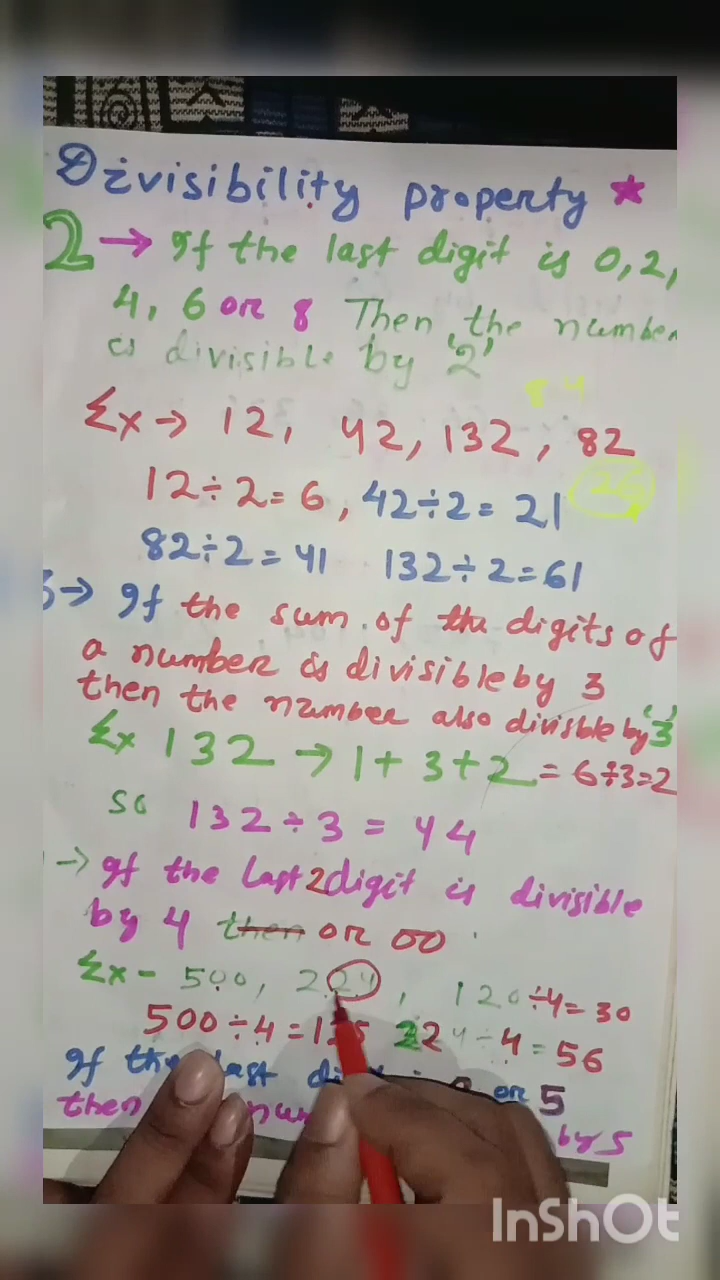 Divisibility property ★
2 → If the last digit is 0, 2,
4, 6 or 8 Then the number
is divisible by '2'
84
Ex → 12, 42, 132, 82
12 ÷ 2 = 6, 42 ÷ 2 = 21
82 ÷ 2 = 41 132 ÷ 2 = 61
3 → If the sum of the digits of
a number is divisible by 3
then the number also divisble by '3'
Ex 132 → 1 + 3 + 2 = 6 ÷ 3 = 2
so 132 ÷ 3 = 44
→ If the last 2 digit is divisible
by 4 then or 00
Ex - 500, 224, 120 ÷ 4 = 30
500 ÷ 4 = 125 224 ÷ 4 = 56
If the last or 5
then by 5
InShOt